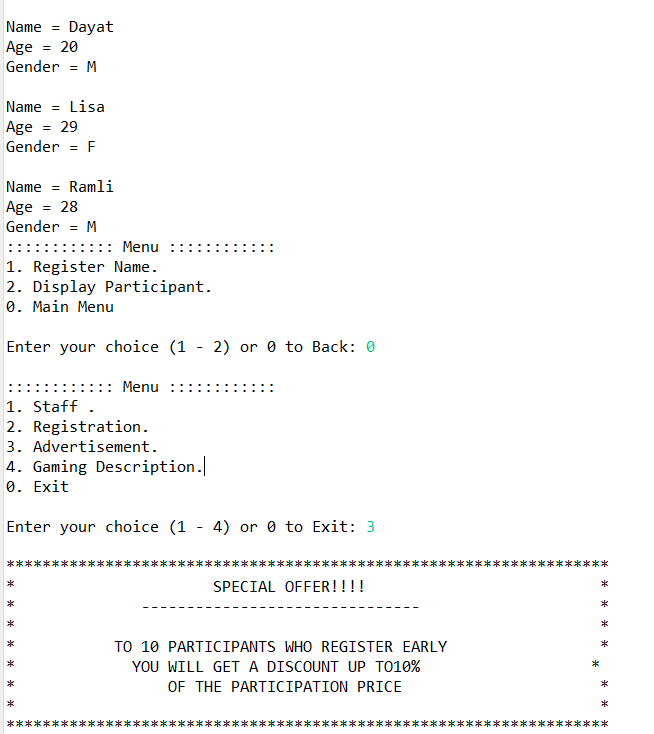 Name = Dayat
Age = 20
Gender = M

Name = Lisa
Age = 29
Gender = F

Name = Ramli
Age = 28
Gender = M
:::::::::::: Menu ::::::::::::
1. Register Name.
2. Display Participant.
0. Main Menu

Enter your choice (1 - 2) or 0 to Back: 0

:::::::::::: Menu ::::::::::::
1. Staff .
2. Registration.
3. Advertisement.
4. Gaming Description.
0. Exit

Enter your choice (1 - 4) or 0 to Exit: 3

*******************************************************************
*                      SPECIAL OFFER!!!!                          *
*              -------------------------------                    *
*                                                                 *
*           TO 10 PARTICIPANTS WHO REGISTER EARLY                 *
*             YOU WILL GET A DISCOUNT UP TO10%                   *
*                 OF THE PARTICIPATION PRICE                      *
*                                                                 *
*******************************************************************